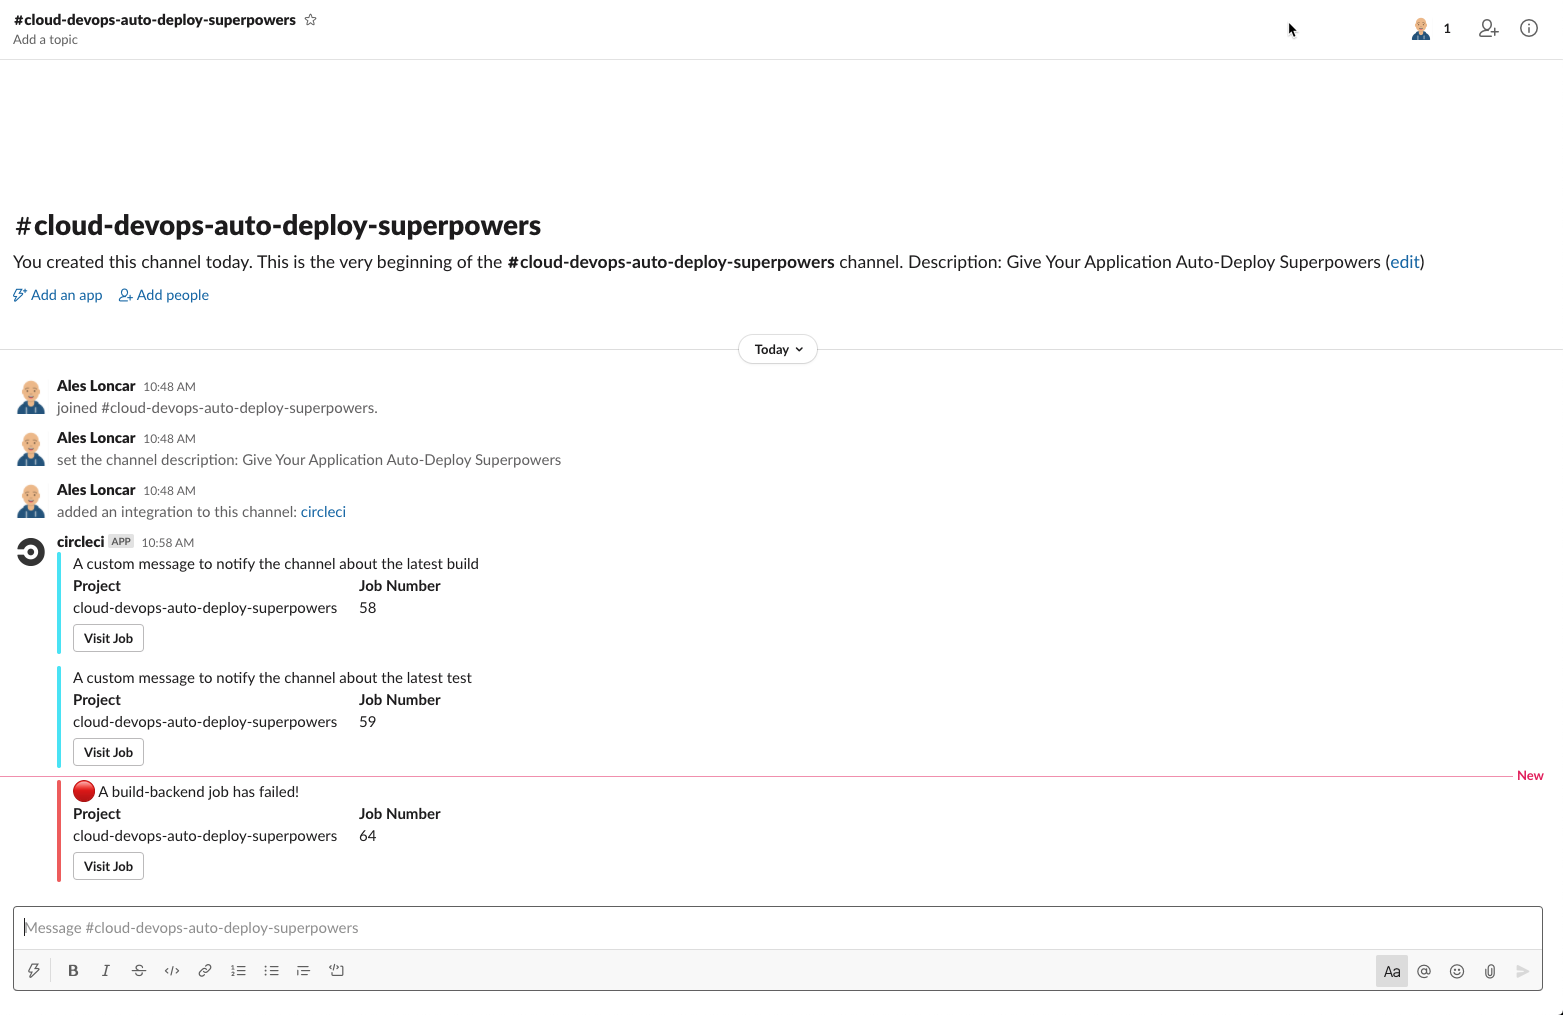 #cloud-devops-auto-deploy-superpowers
Add a topic
1
#cloud-devops-auto-deploy-superpowers
You created this channel today. This is the very beginning of the #cloud-devops-auto-deploy-superpowers channel. Description: Give Your Application Auto-Deploy Superpowers (edit)
Add an app Add people
Today
Ales Loncar 10:48 AM
joined #cloud-devops-auto-deploy-superpowers.
Ales Loncar 10:48 AM
set the channel description: Give Your Application Auto-Deploy Superpowers
Ales Loncar 10:48 AM
added an integration to this channel: circleci
circleci APP 10:58 AM
A custom message to notify the channel about the latest build
Project Job Number
cloud-devops-auto-deploy-superpowers 58
Visit Job
A custom message to notify the channel about the latest test
Project Job Number
cloud-devops-auto-deploy-superpowers 59
Visit Job
New
A build-backend job has failed!
Project Job Number
cloud-devops-auto-deploy-superpowers 64
Visit Job
Message #cloud-devops-auto-deploy-superpowers
B I S </> Aa @